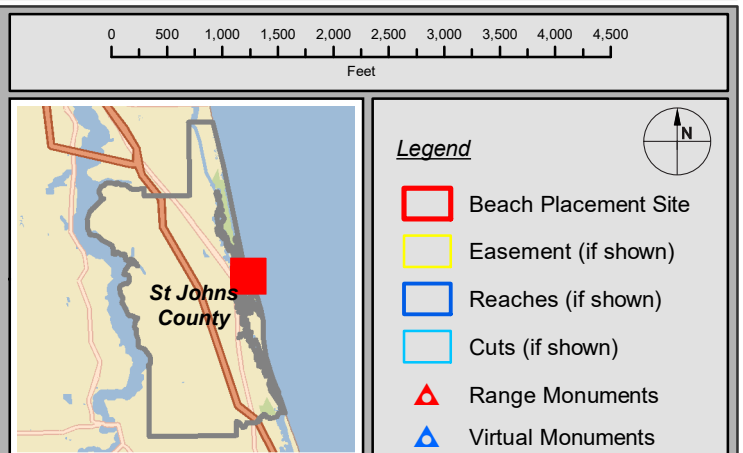 0 500 1,000 1,500 2,000 2,500 3,000 3,500 4,000 4,500
Feet
St Johns
County
Legend
N
Beach Placement Site
Easement (if shown)
Reaches (if shown)
Cuts (if shown)
Range Monuments
Virtual Monuments